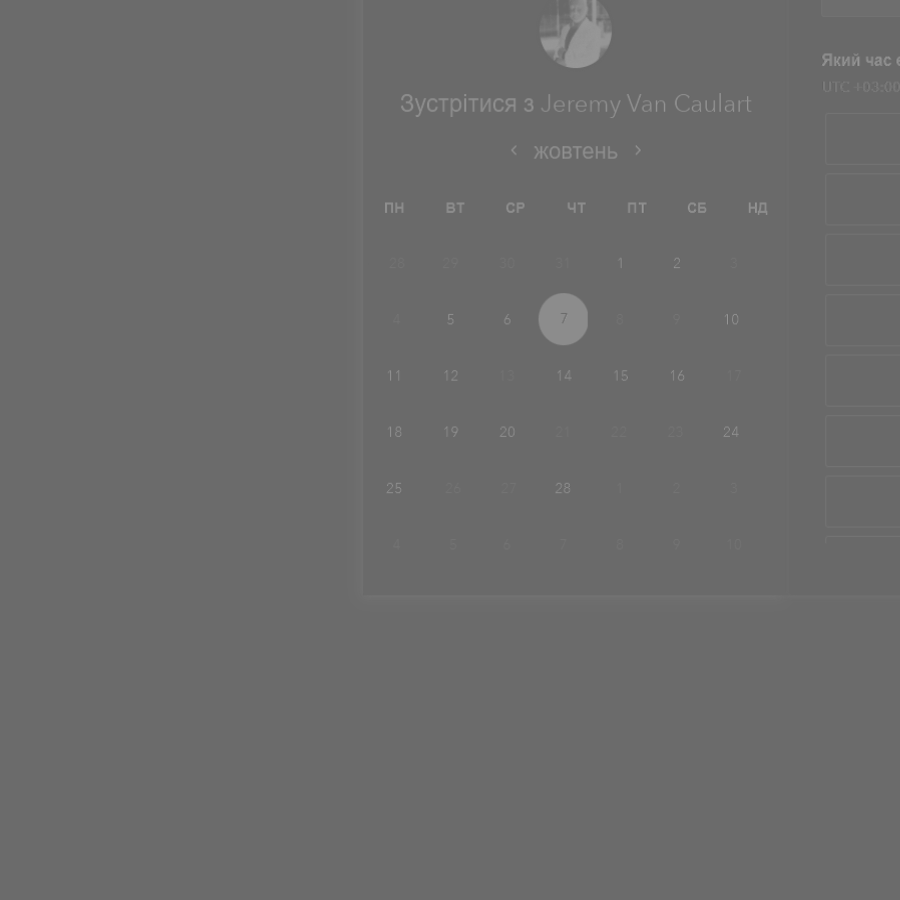 Який час
UTC +03:00
Зустрітися з Jeremy Van Caulart
‹ жовтень ›
ПН ВТ СР ЧТ ПТ СБ НД
28 29 30 31 1 2 3
4 5 6 7 8 9 10
11 12 13 14 15 16 17
18 19 20 21 22 23 24
25 26 27 28 1 2 3
4 5 6 7 8 9 10